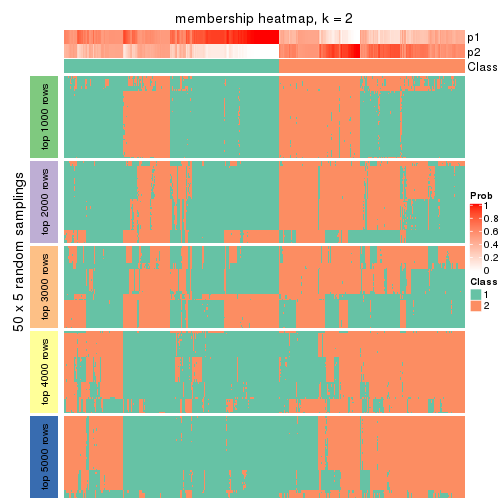 membership heatmap, k = 2
p1
p2
Class
50 x 5 random samplings
top 1000 rows
top 2000 rows
top 3000 rows
top 4000 rows
top 5000 rows
Prob
1
0.8
0.6
0.4
0.2
0
Class
1
2